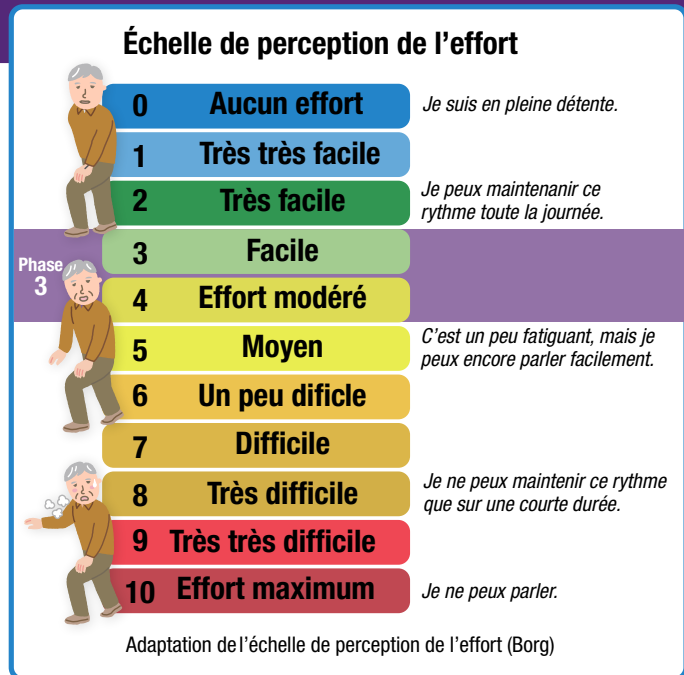 Échelle de perception de l’effort
0 Aucun effort Je suis en pleine détente.
1 Très très facile
2 Très facile Je peux maintenanir ce
rythme toute la journée.
Phase
3
3 Facile
4 Effort modéré
5 Moyen C’est un peu fatiguant, mais je
peux encore parler facilement.
6 Un peu dificle
7 Difficile
8 Très difficile Je ne peux maintenir ce rythme
que sur une courte durée.
9 Très très difficile
10 Effort maximum Je ne peux parler.
Adaptation de l’échelle de perception de l’effort (Borg)